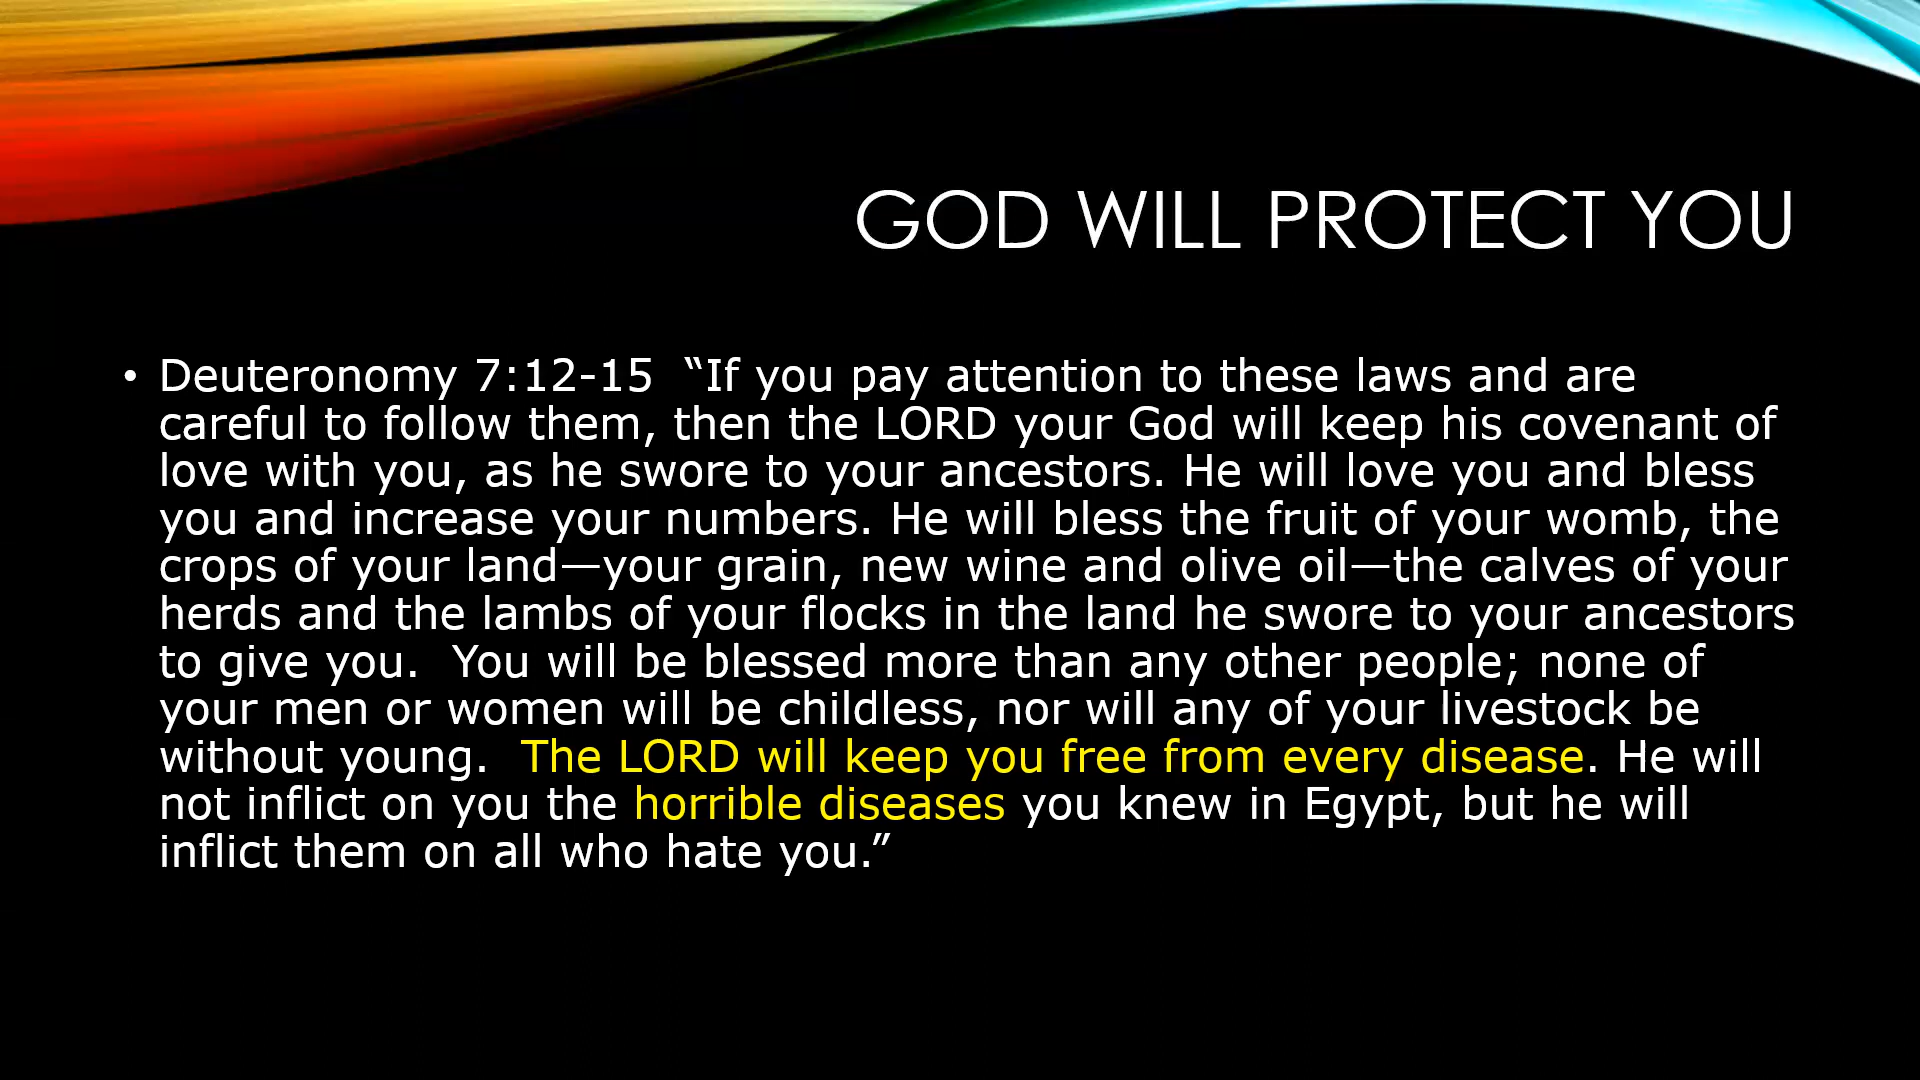 GOD WILL PROTECT YOU
• Deuteronomy 7:12-15  “If you pay attention to these laws and are
careful to follow them, then the LORD your God will keep his covenant of
love with you, as he swore to your ancestors. He will love you and bless
you and increase your numbers. He will bless the fruit of your womb, the
crops of your land—your grain, new wine and olive oil—the calves of your
herds and the lambs of your flocks in the land he swore to your ancestors
to give you.  You will be blessed more than any other people; none of
your men or women will be childless, nor will any of your livestock be
without young.  The LORD will keep you free from every disease. He will
not inflict on you the horrible diseases you knew in Egypt, but he will
inflict them on all who hate you.”